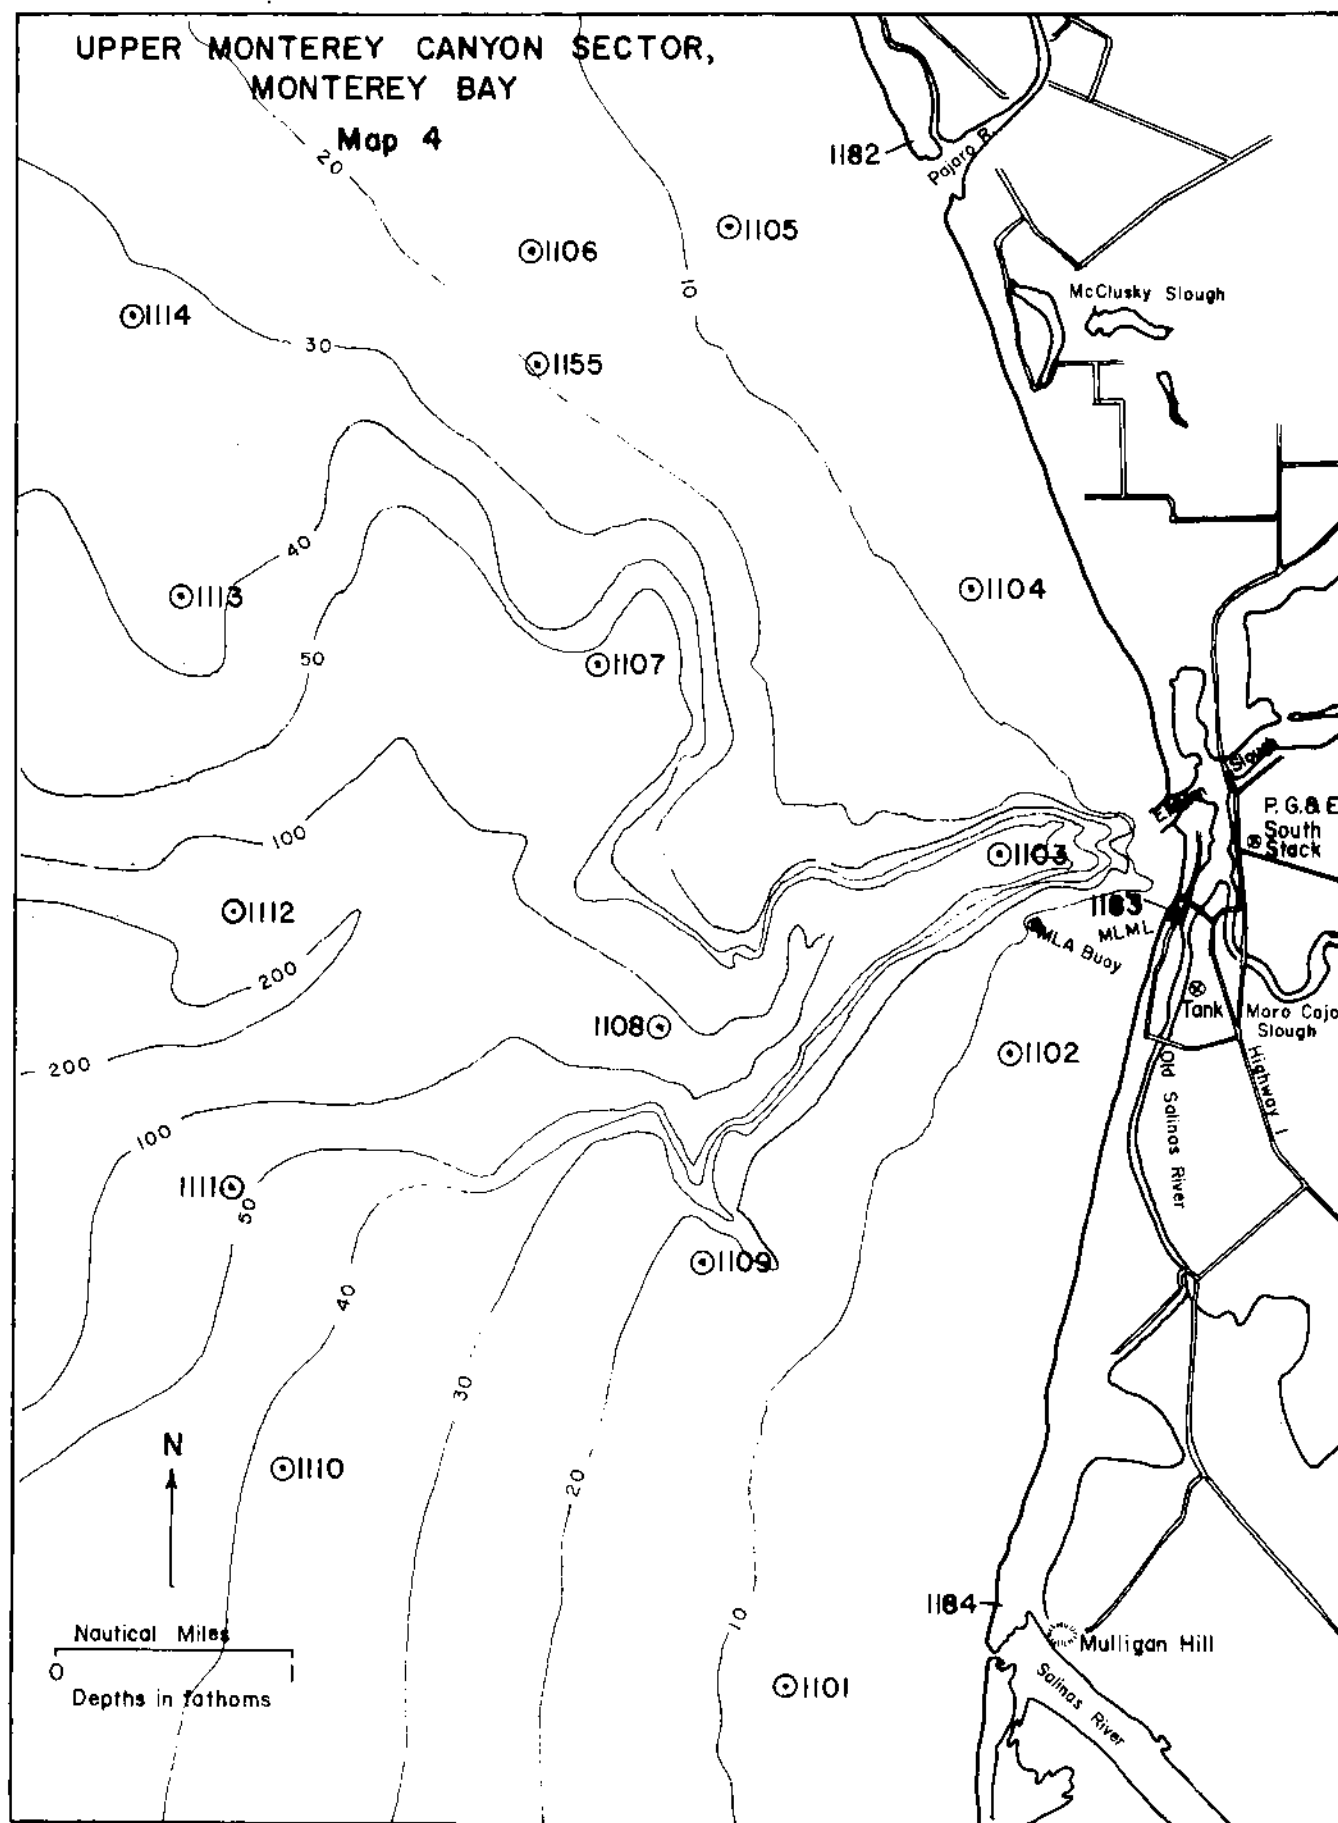 UPPER MONTEREY CANYON SECTOR,
MONTEREY BAY
Map 4
20
1182
Pajaro R.
1105
1106
10
McClusky Slough
1114
30
1155
40
1113
1104
50
1107
Slough
P. G. & E
South
Stack
100
1103
1112
1183
MLML
MLA Buoy
200
1108
Tank
Moro Cojo
Slough
1102
200
Old Salinas River
Highway 1
100
1111
50
1109
40
30
N
1110
20
1184
10
Nautical Miles
Mulligan Hill
0 1
Salinas River
Depths in fathoms
1101